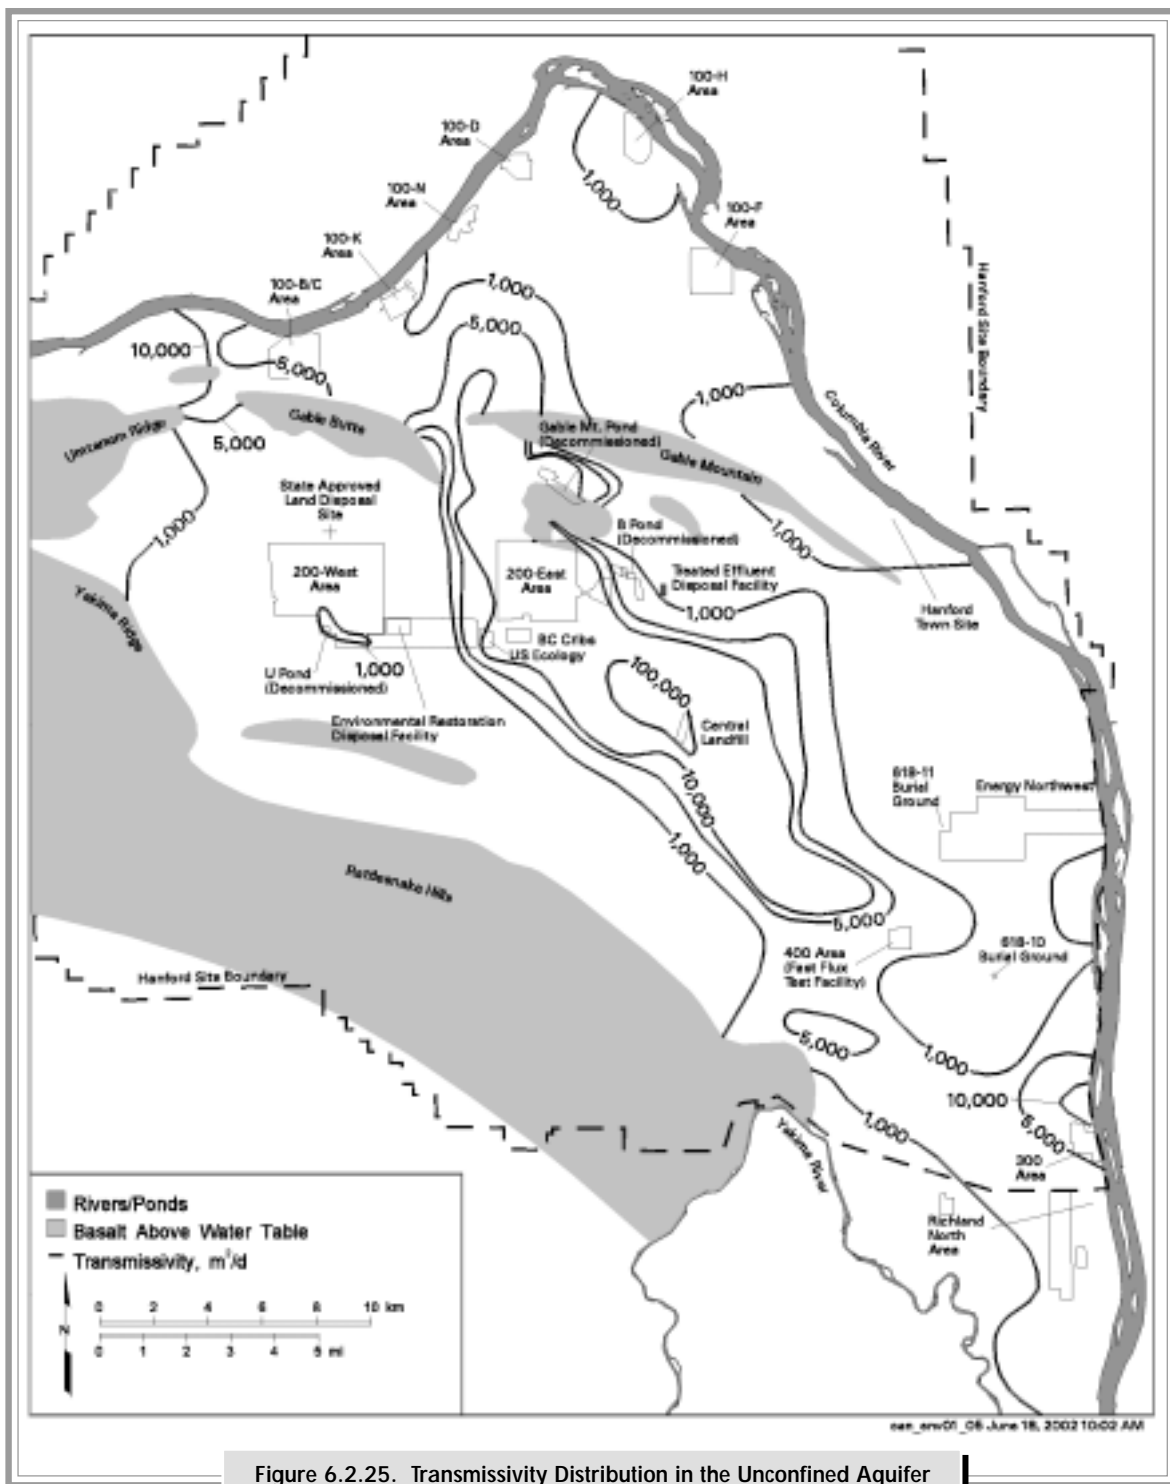 100-H
Area
100-D
Area
1,000
100-N
Area
100-F
Area
100-K
Area
Hanford Site Boundary
100-B/C
Area
1,000
5,000
10,000
5,000
1,000
Columbia River
Gable Butte
Umtanum Ridge
5,000
Gable Mt. Pond
(Decommissioned)
Gable Mountain
State Approved
Land Disposal
Site
1,000
1,000
B Pond
(Decommissioned)
200-West
Area
200-East
Area
Treated Effluent
Disposal Facility
1,000
Hanford
Town Site
Yakima Ridge
BC Cribs
US Ecology
1,000
U Pond
(Decommissioned)
100,000
Environmental Restoration
Disposal Facility
Central
Landfill
10,000
618-11
Burial
Ground
Energy Northwest
1,000
Rattlesnake Hills
5,000
400 Area
(Fast Flux
Test Facility)
618-10
Burial Ground
Hanford Site Boundary
5,000
1,000
10,000
5,000
1,000
Yakima River
300
Area
Richland
North
Area
Rivers/Ponds
Basalt Above Water Table
Transmissivity, m²/d
0 2 4 6 8 10 km
N
0 1 2 3 4 5 mi
can_env01_05 June 18, 2002 10:02 AM
Figure 6.2.25. Transmissivity Distribution in the Unconfined Aquifer